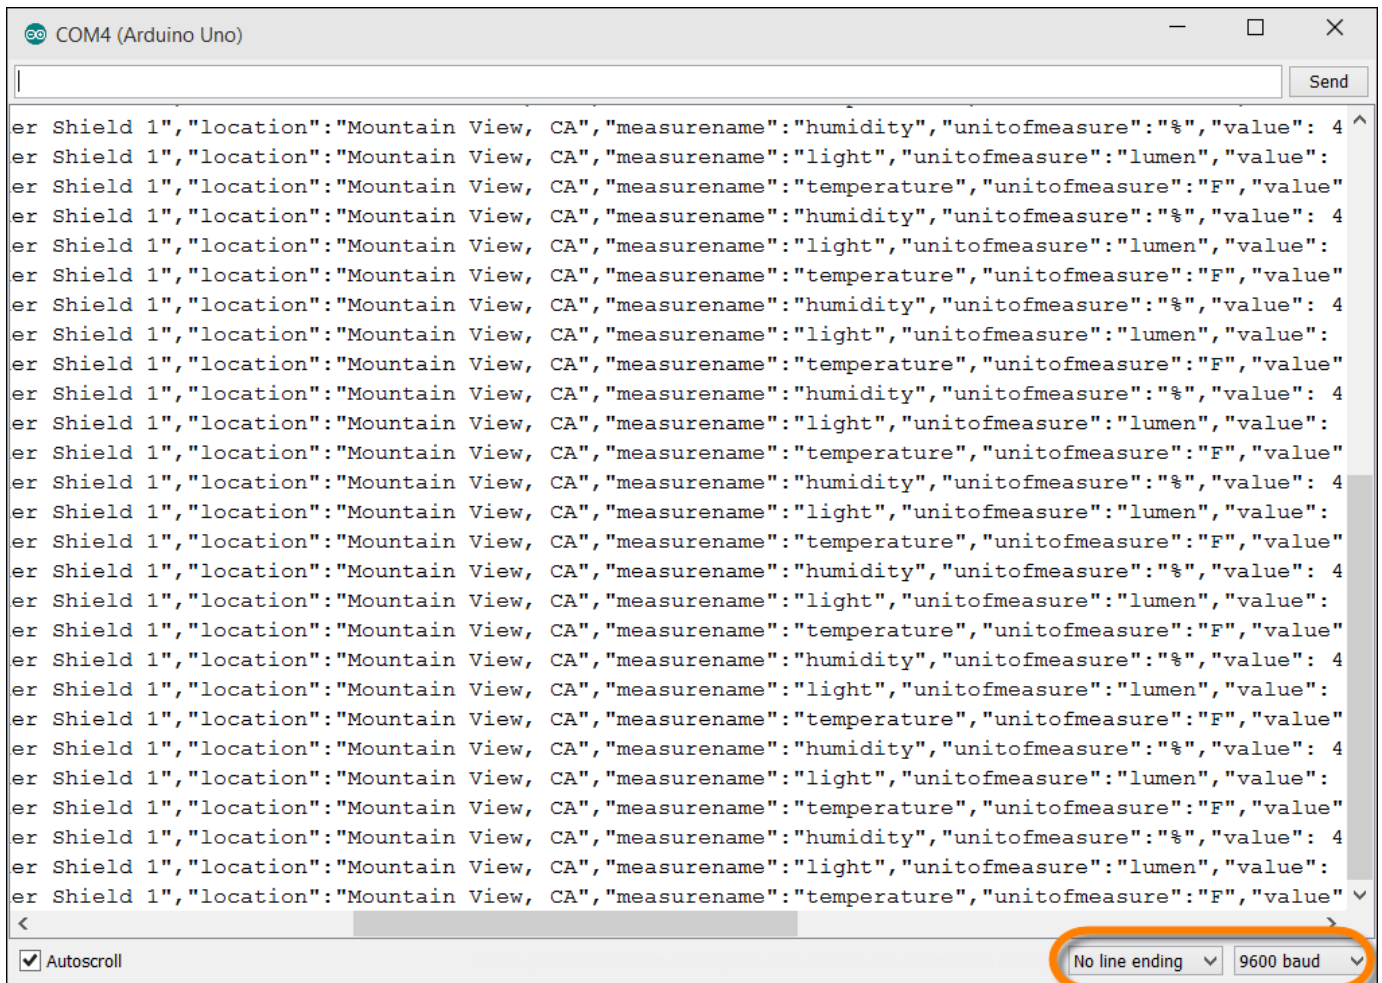 COM4 (Arduino Uno)
Send
er Shield 1","location":"Mountain View, CA","measurename":"humidity","unitofmeasure":"%","value": 4
er Shield 1","location":"Mountain View, CA","measurename":"light","unitofmeasure":"lumen","value":
er Shield 1","location":"Mountain View, CA","measurename":"temperature","unitofmeasure":"F","value"
er Shield 1","location":"Mountain View, CA","measurename":"humidity","unitofmeasure":"%","value": 4
er Shield 1","location":"Mountain View, CA","measurename":"light","unitofmeasure":"lumen","value":
er Shield 1","location":"Mountain View, CA","measurename":"temperature","unitofmeasure":"F","value"
er Shield 1","location":"Mountain View, CA","measurename":"humidity","unitofmeasure":"%","value": 4
er Shield 1","location":"Mountain View, CA","measurename":"light","unitofmeasure":"lumen","value":
er Shield 1","location":"Mountain View, CA","measurename":"temperature","unitofmeasure":"F","value"
er Shield 1","location":"Mountain View, CA","measurename":"humidity","unitofmeasure":"%","value": 4
er Shield 1","location":"Mountain View, CA","measurename":"light","unitofmeasure":"lumen","value":
er Shield 1","location":"Mountain View, CA","measurename":"temperature","unitofmeasure":"F","value"
er Shield 1","location":"Mountain View, CA","measurename":"humidity","unitofmeasure":"%","value": 4
er Shield 1","location":"Mountain View, CA","measurename":"light","unitofmeasure":"lumen","value":
er Shield 1","location":"Mountain View, CA","measurename":"temperature","unitofmeasure":"F","value"
er Shield 1","location":"Mountain View, CA","measurename":"humidity","unitofmeasure":"%","value": 4
er Shield 1","location":"Mountain View, CA","measurename":"light","unitofmeasure":"lumen","value":
er Shield 1","location":"Mountain View, CA","measurename":"temperature","unitofmeasure":"F","value"
er Shield 1","location":"Mountain View, CA","measurename":"humidity","unitofmeasure":"%","value": 4
er Shield 1","location":"Mountain View, CA","measurename":"light","unitofmeasure":"lumen","value":
er Shield 1","location":"Mountain View, CA","measurename":"temperature","unitofmeasure":"F","value"
er Shield 1","location":"Mountain View, CA","measurename":"humidity","unitofmeasure":"%","value": 4
er Shield 1","location":"Mountain View, CA","measurename":"light","unitofmeasure":"lumen","value":
er Shield 1","location":"Mountain View, CA","measurename":"temperature","unitofmeasure":"F","value"
er Shield 1","location":"Mountain View, CA","measurename":"humidity","unitofmeasure":"%","value": 4
er Shield 1","location":"Mountain View, CA","measurename":"light","unitofmeasure":"lumen","value":
er Shield 1","location":"Mountain View, CA","measurename":"temperature","unitofmeasure":"F","value"
Autoscroll
No line ending
9600 baud